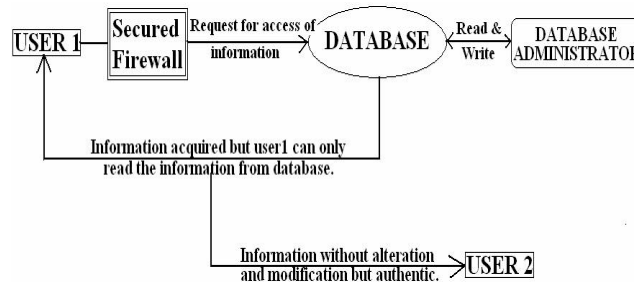 USER 1
Secured
Firewall
Request for access of
information
DATABASE
Read &
Write
DATABASE
ADMINISTRATOR
Information acquired but user1 can only
read the information from database.
Information without alteration
and modification but authentic.
USER 2